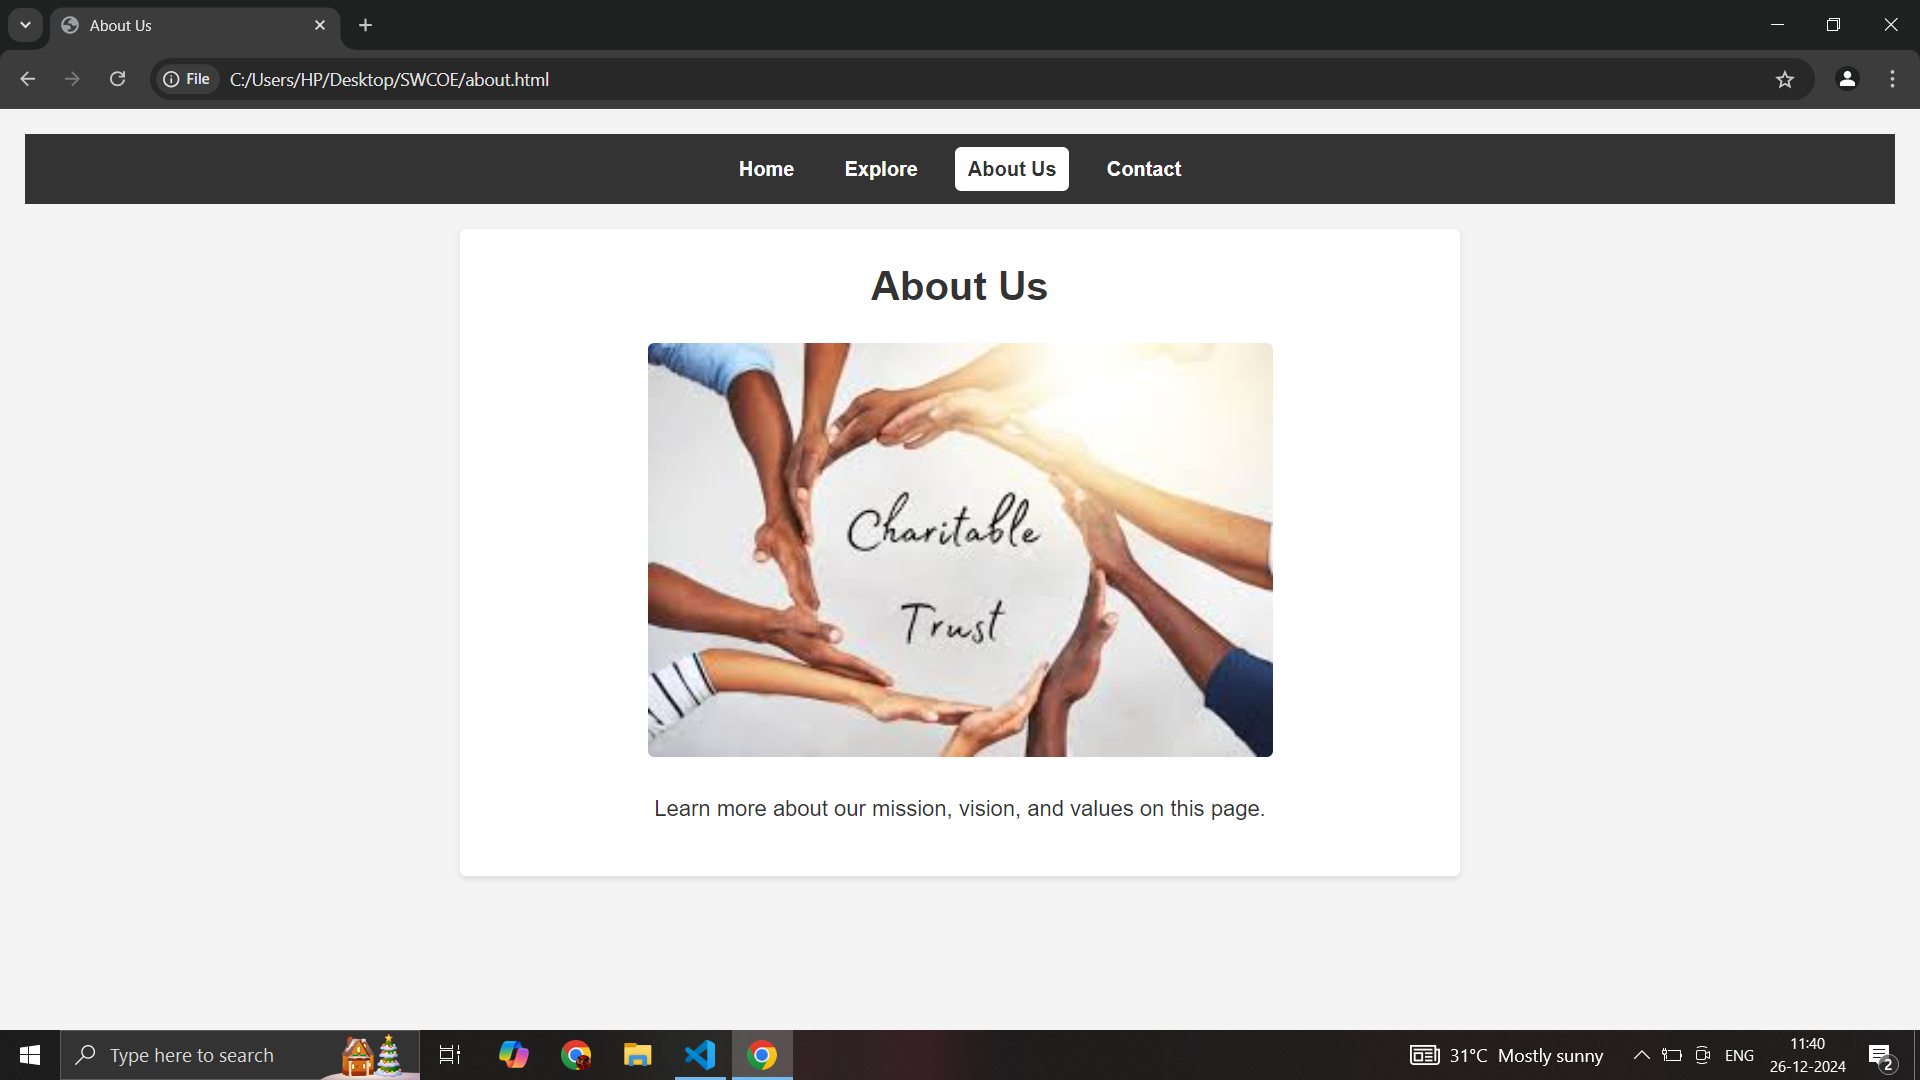 About Us
File C:/Users/HP/Desktop/SWCOE/about.html
Home Explore About Us Contact
About Us
Charitable
Trust
Learn more about our mission, vision, and values on this page.
Type here to search
31°C Mostly sunny
ENG
11:40
26-12-2024
2